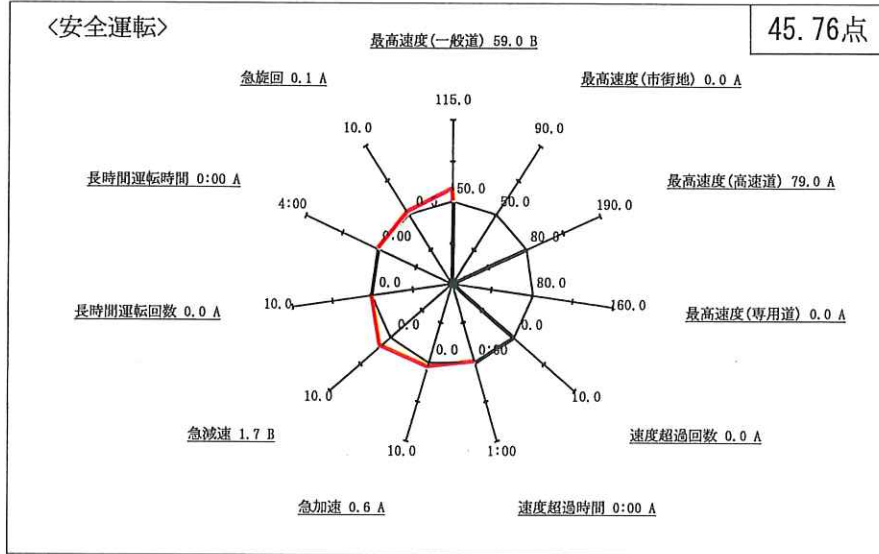 〈安全運転〉
45.76点
最高速度(一般道) 59.0 B
急旋回 0.1 A
最高速度(市街地) 0.0 A
115.0
10.0
90.0
長時間運転時間 0:00 A
最高速度(高速道) 79.0 A
4:00
190.0
50.0
0.0
50.0
0.00
80.0
0.0
80.0
長時間運転回数 0.0 A
10.0
160.0
最高速度(専用道) 0.0 A
0.0
0.0
0.0
0:00
10.0
10.0
急減速 1.7 B
速度超過回数 0.0 A
10.0
1:00
急加速 0.6 A
速度超過時間 0:00 A